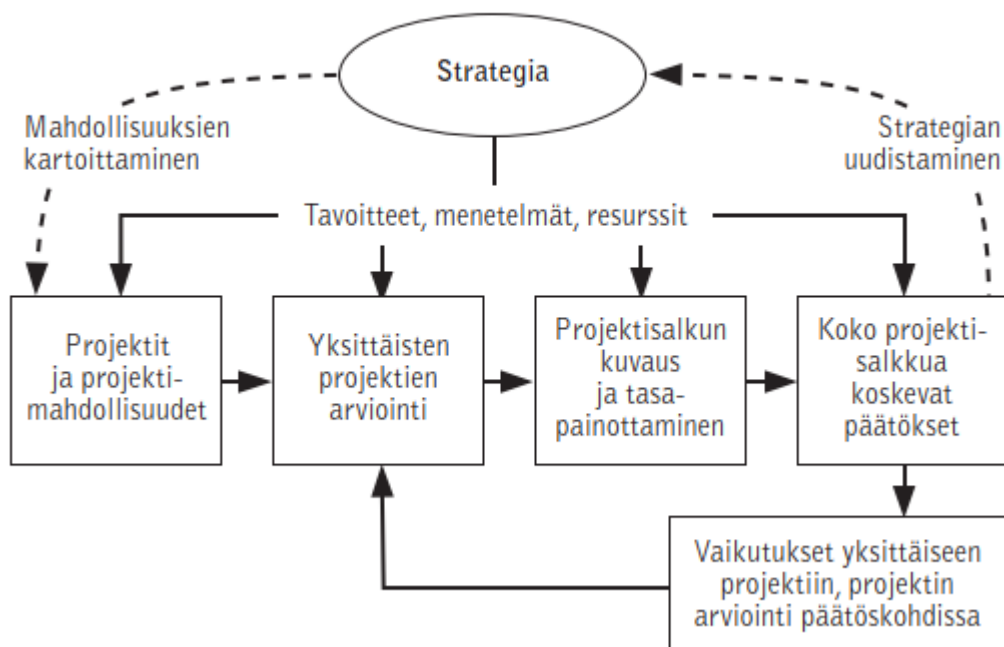 Strategia
Mahdollisuuksien
kartoittaminen
Strategian
uudistaminen
Tavoitteet, menetelmät, resurssit
Projektit
ja projekti-
mahdollisuudet
Yksittäisten
projektien
arviointi
Projektisalkun
kuvaus
ja tasa-
painottaminen
Koko projekti-
salkkua
koskevat
päätökset
Vaikutukset yksittäiseen
projektiin, projektin
arviointi päätöskohdissa